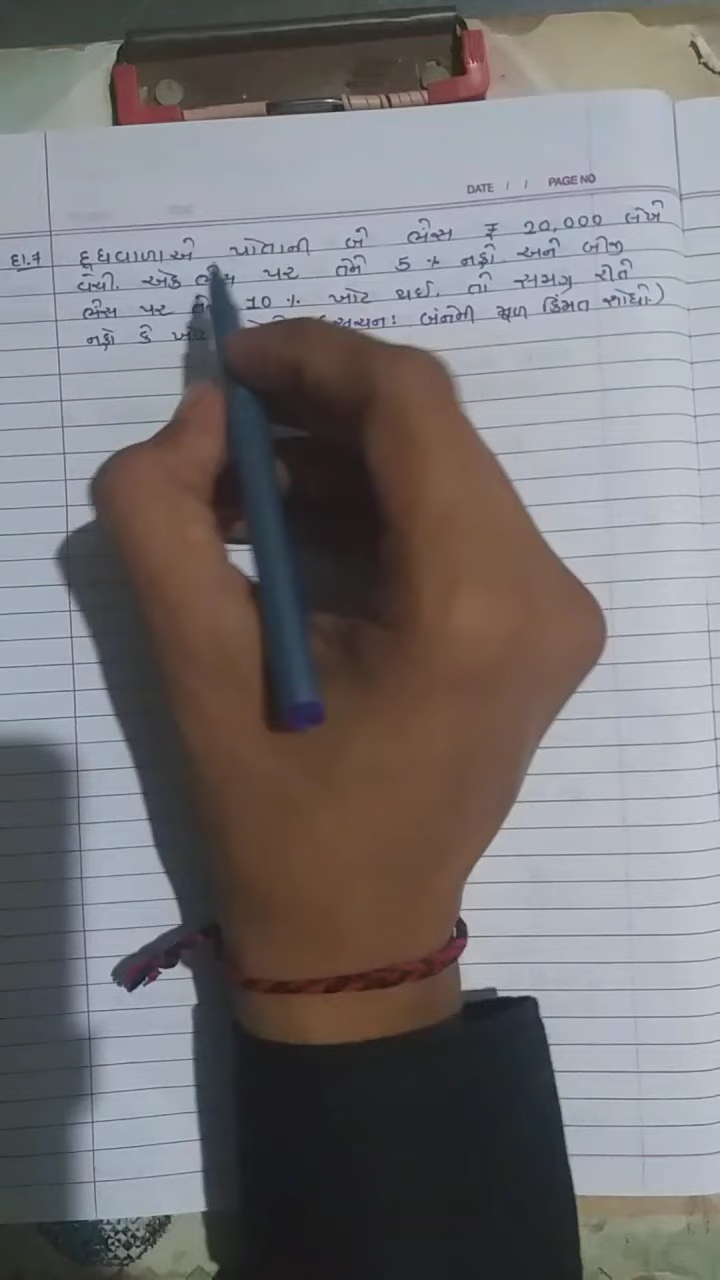 DATE / / PAGE NO
દા.7 દૂધવાળાએ પોતાની બે ભેંસ ₹ 20,000 લેખે
વેચી. એક ભેંસ પર તેને 5 % નફો અને બીજી
ભેંસ પર 10 % ખોટ થઈ. તો સમગ્ર રીતે
નફો કે સૂચન: બંનેની મૂળ કિંમત શોધો.)